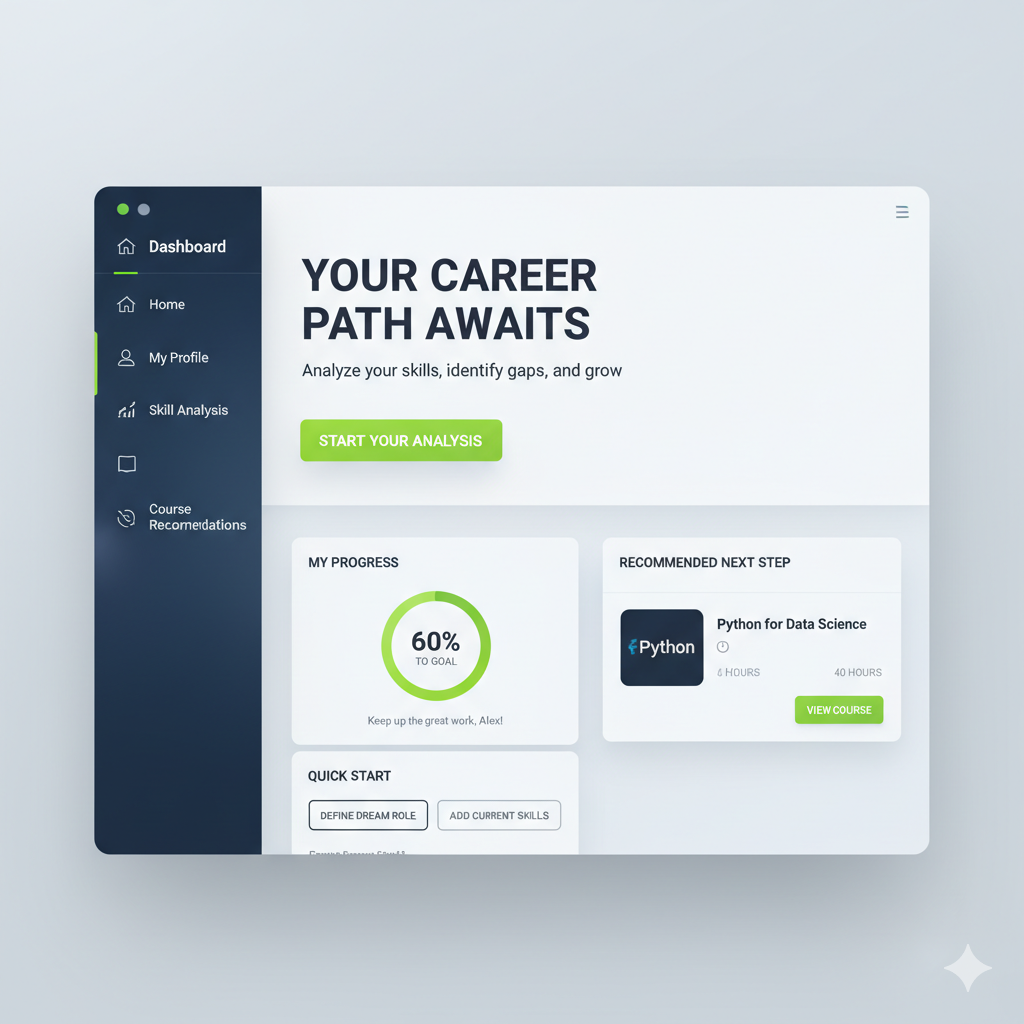 Dashboard
Home
My Profile
Skill Analysis
Course
Recomendations
YOUR CAREER
PATH AWAITS
Analyze your skills, identify gaps, and grow
START YOUR ANALYSIS
MY PROGRESS
60%
TO GOAL
Keep up the great work, Alex!
RECOMMENDED NEXT STEP
Python
Python for Data Science
HOURS
40 HOURS
VIEW COURSE
QUICK START
DEFINE DREAM ROLE
ADD CURRENT SKILLS